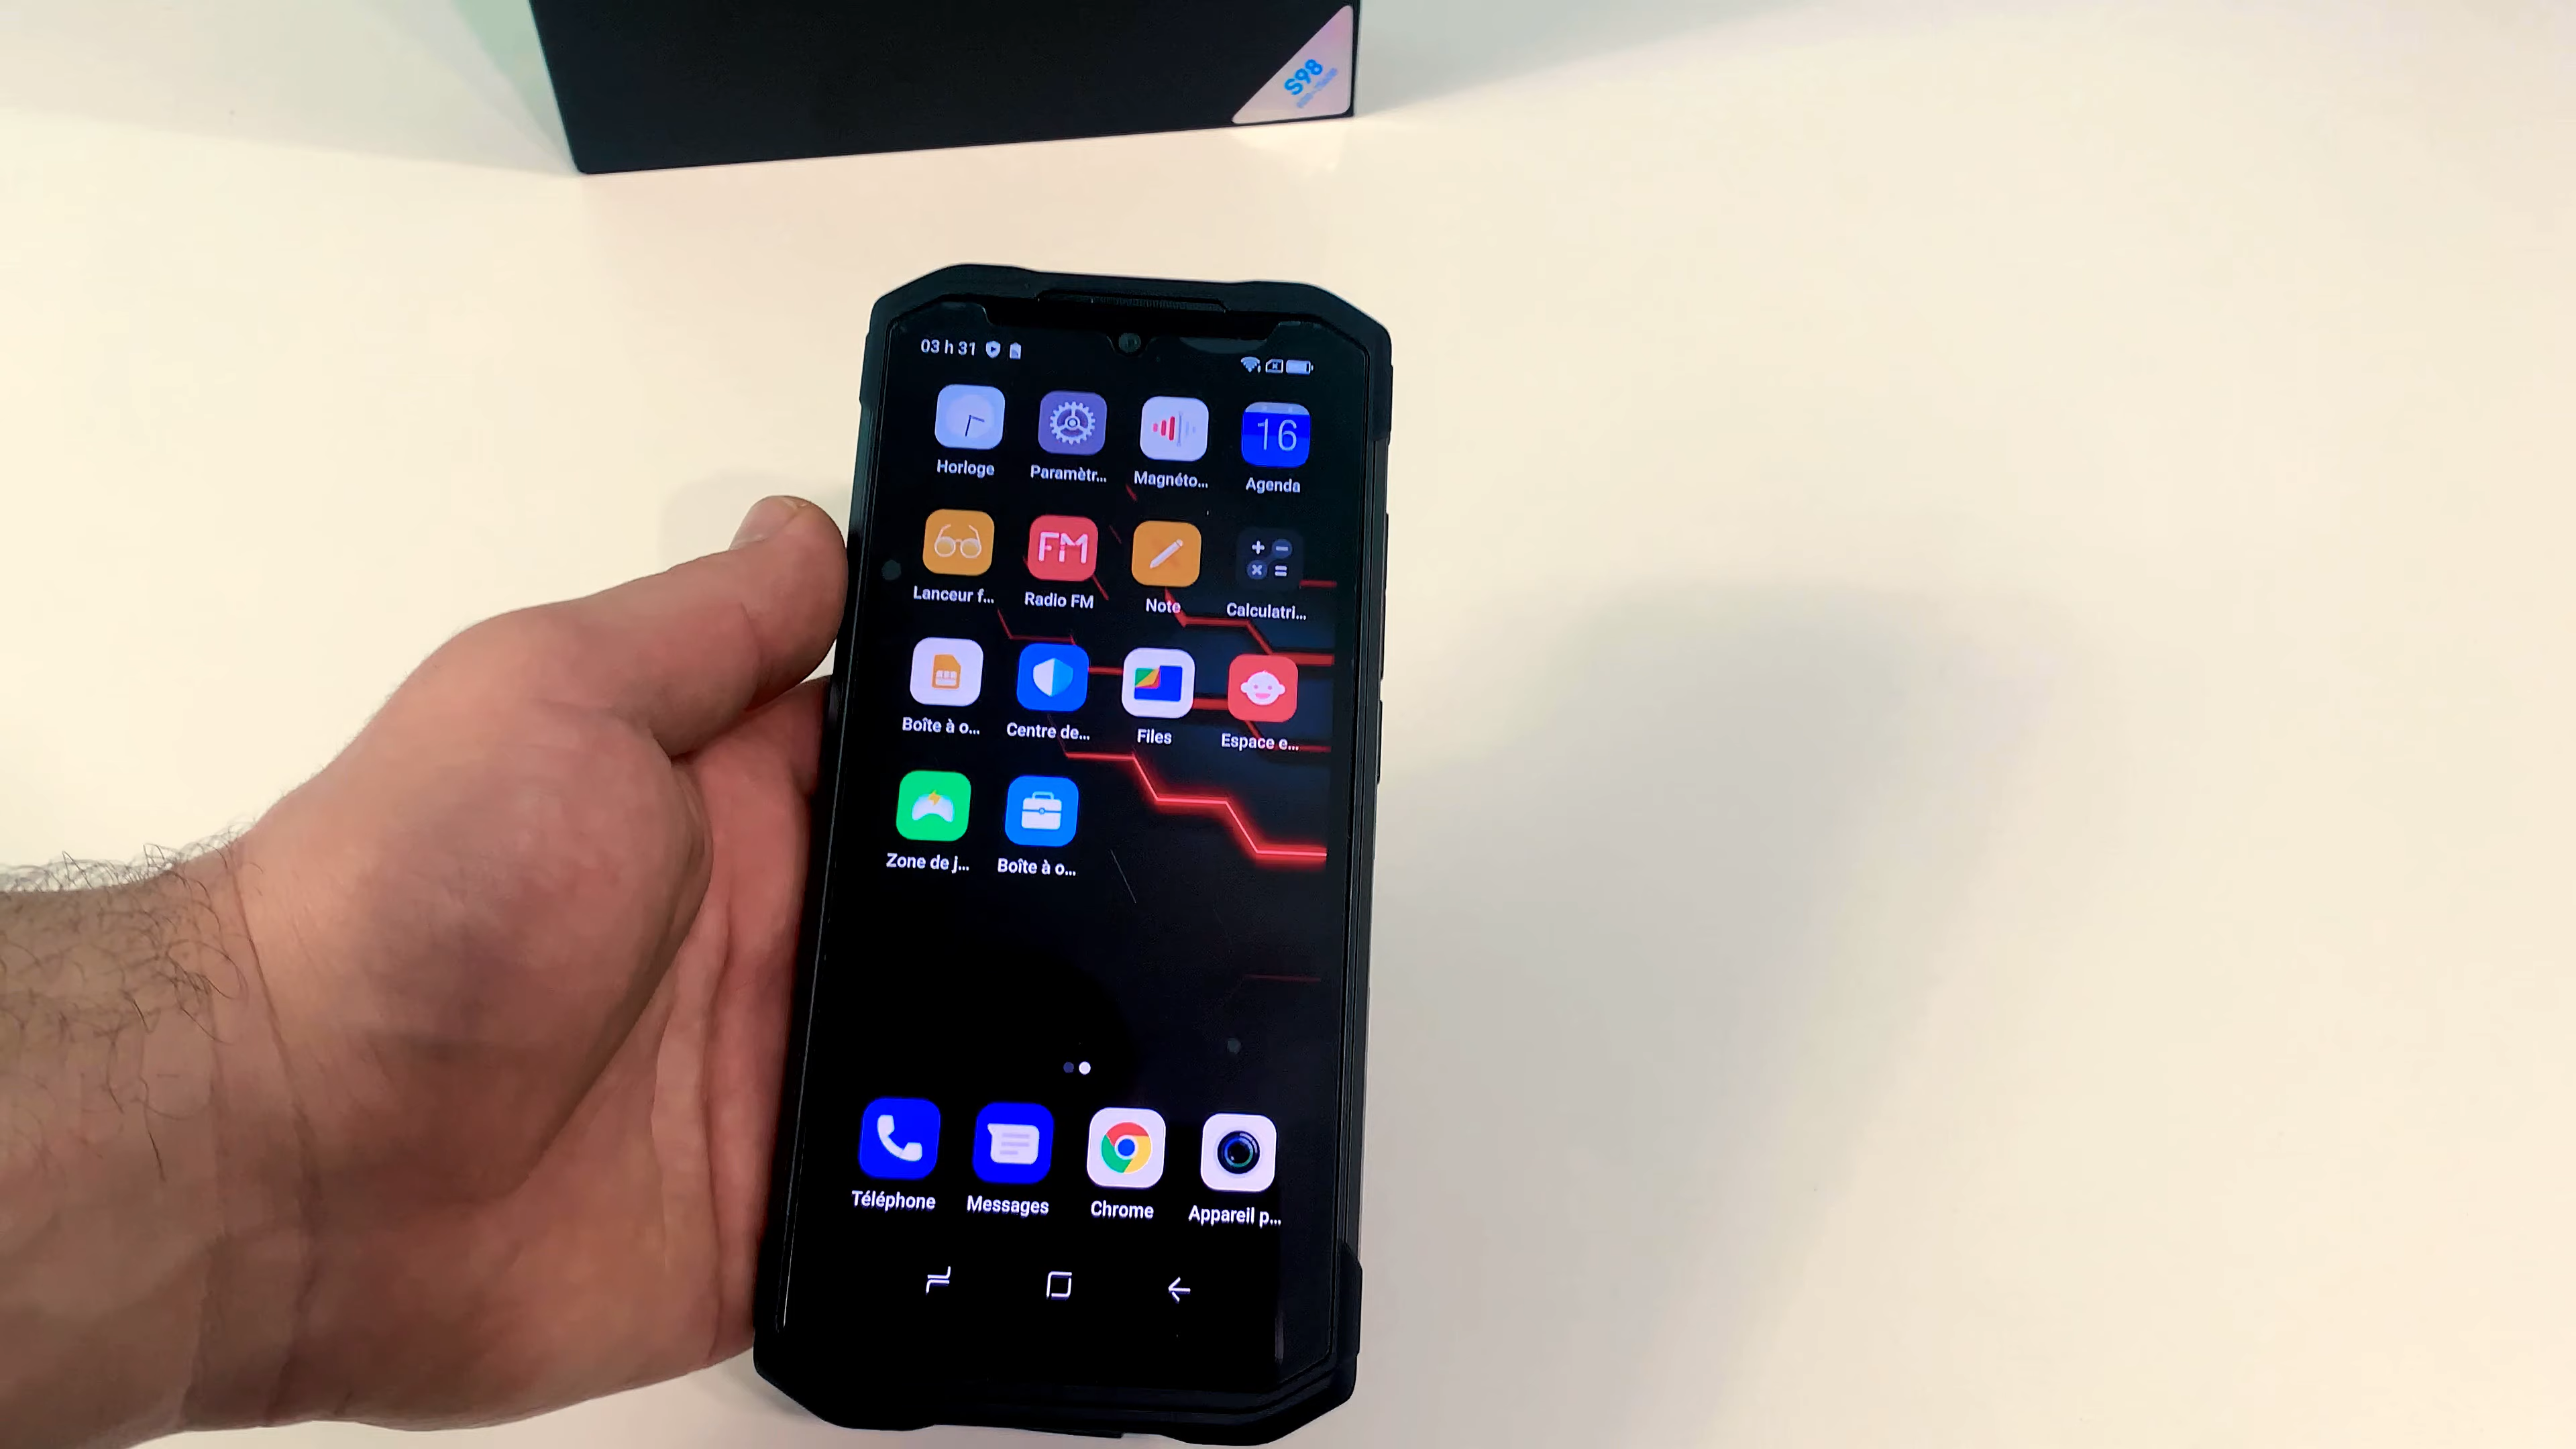 S98
03 h 31
16
Horloge Paramètr... Magnéto... Agenda
FM
Lanceur f... Radio FM Note Calculatri...
Boîte à o... Centre de... Files Espace e...
Zone de j... Boîte à o...
Téléphone Messages Chrome Appareil p...